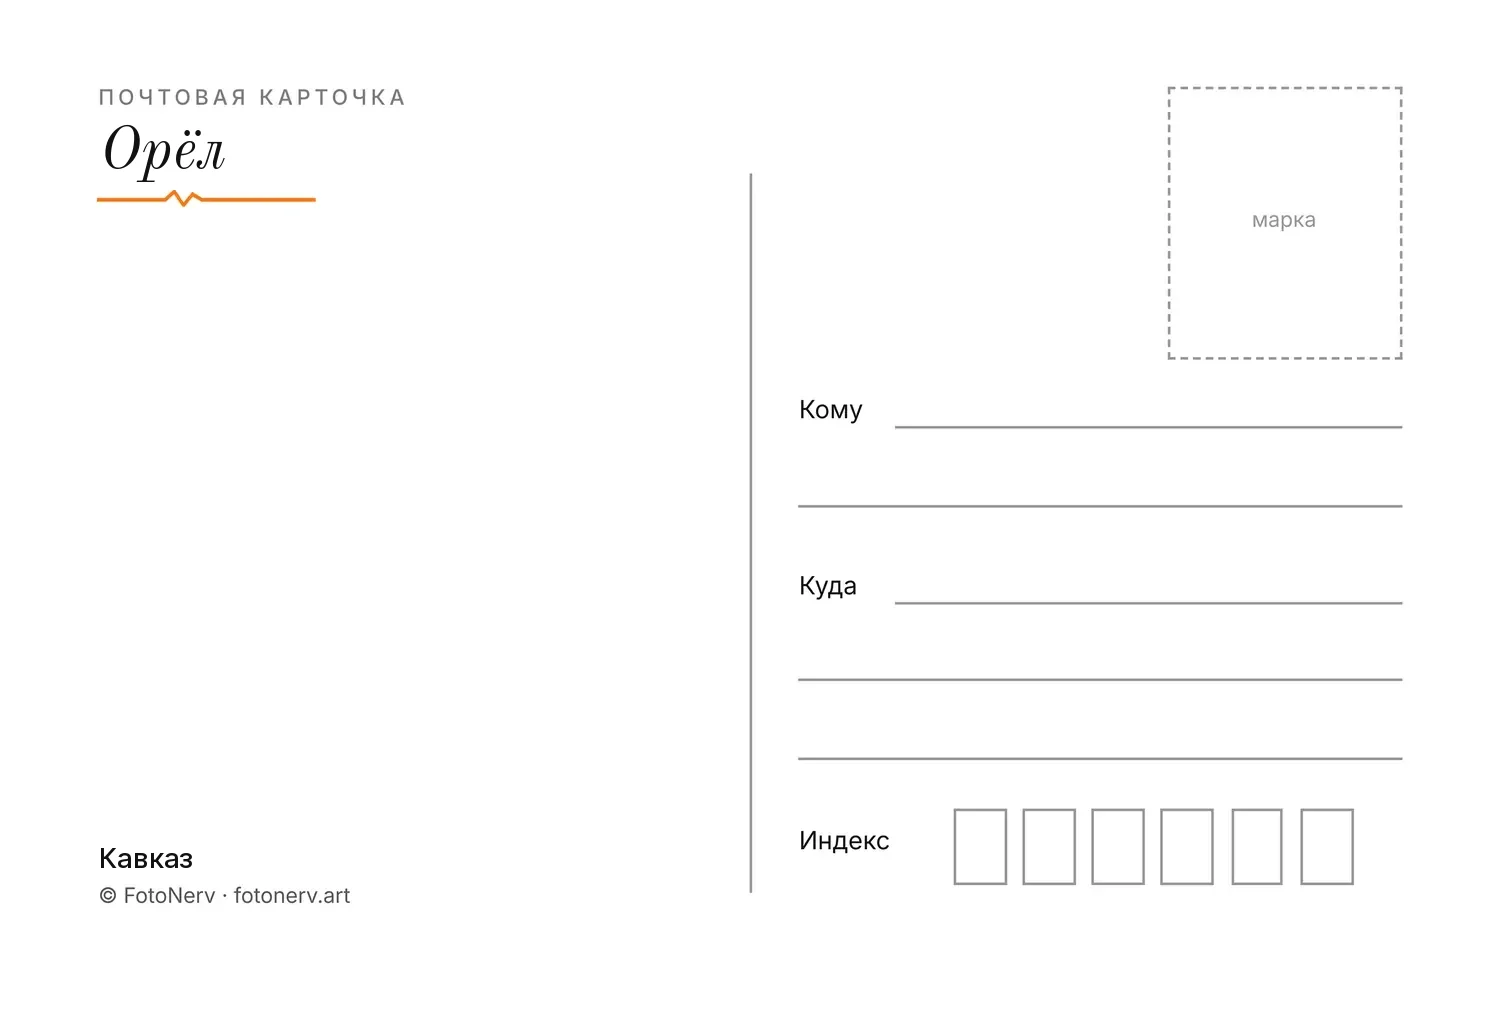 ПОЧТОВАЯ КАРТОЧКА
Орёл
марка
Кому
Куда
Индекс
Кавказ
© FotoNerv · fotonerv.art